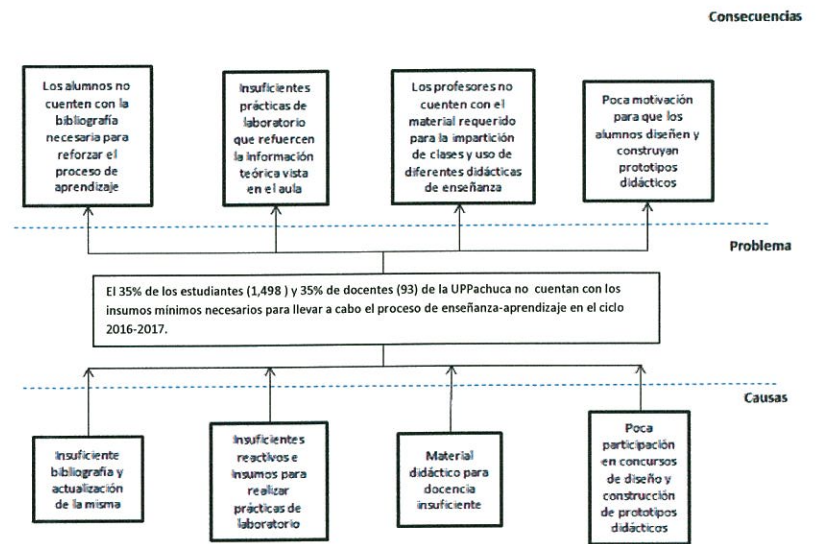 Consecuencias
Los alumnos no
cuenten con la
bibliografía
necesaria para
reforzar el
proceso de
aprendizaje
Insuficientes
prácticas de
laboratorio
que refuercen
la información
teórica vista
en el aula
Los profesores no
cuenten con el
material requerido
para la impartición
de clases y uso de
diferentes didácticas
de enseñanza
Poca motivación
para que los
alumnos diseñen y
construyan
prototipos
didácticos
Problema
El 35% de los estudiantes (1,498 ) y 35% de docentes (93) de la UPPachuca no cuentan con los
insumos mínimos necesarios para llevar a cabo el proceso de enseñanza-aprendizaje en el ciclo
2016-2017.
Causas
Insuficiente
bibliografía y
actualización
de la misma
Insuficientes
reactivos e
insumos para
realizar
prácticas de
laboratorio
Material
didáctico para
docencia
insuficiente
Poca
participación
en concursos
de diseño y
construcción
de prototipos
didácticos